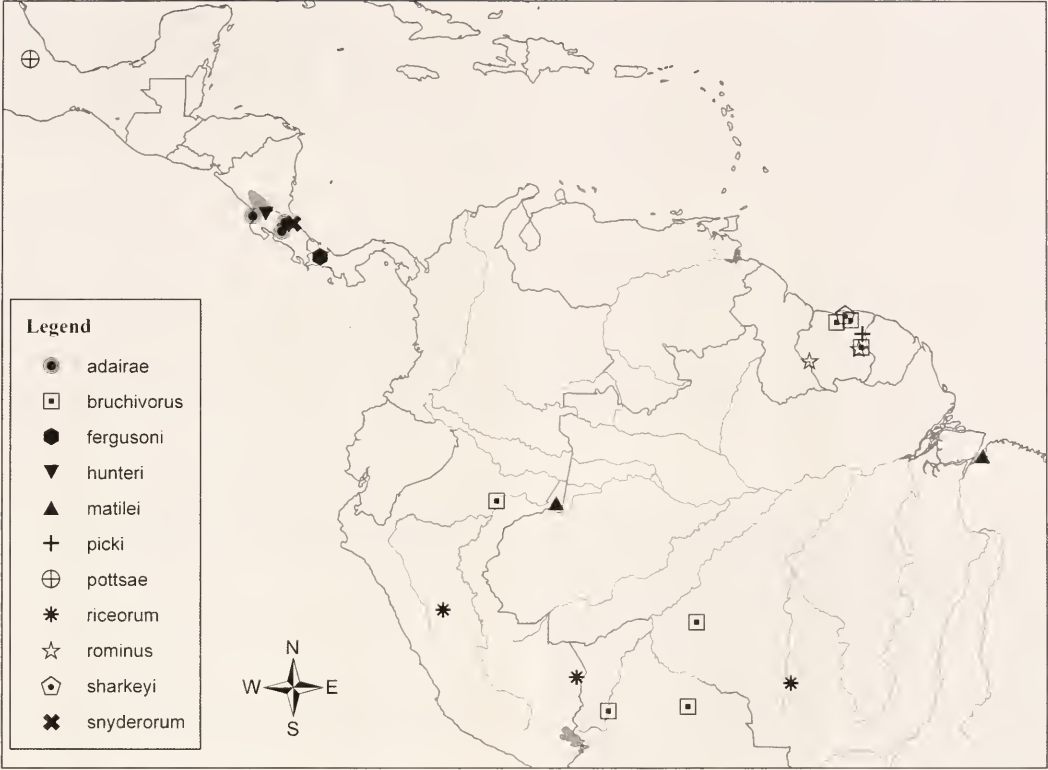 Legend
adairae
bruchivorus
fergusoni
hunteri
matilei
picki
pottsae
riceorum
rominus
sharkeyi
snyderorum
N
W E
S